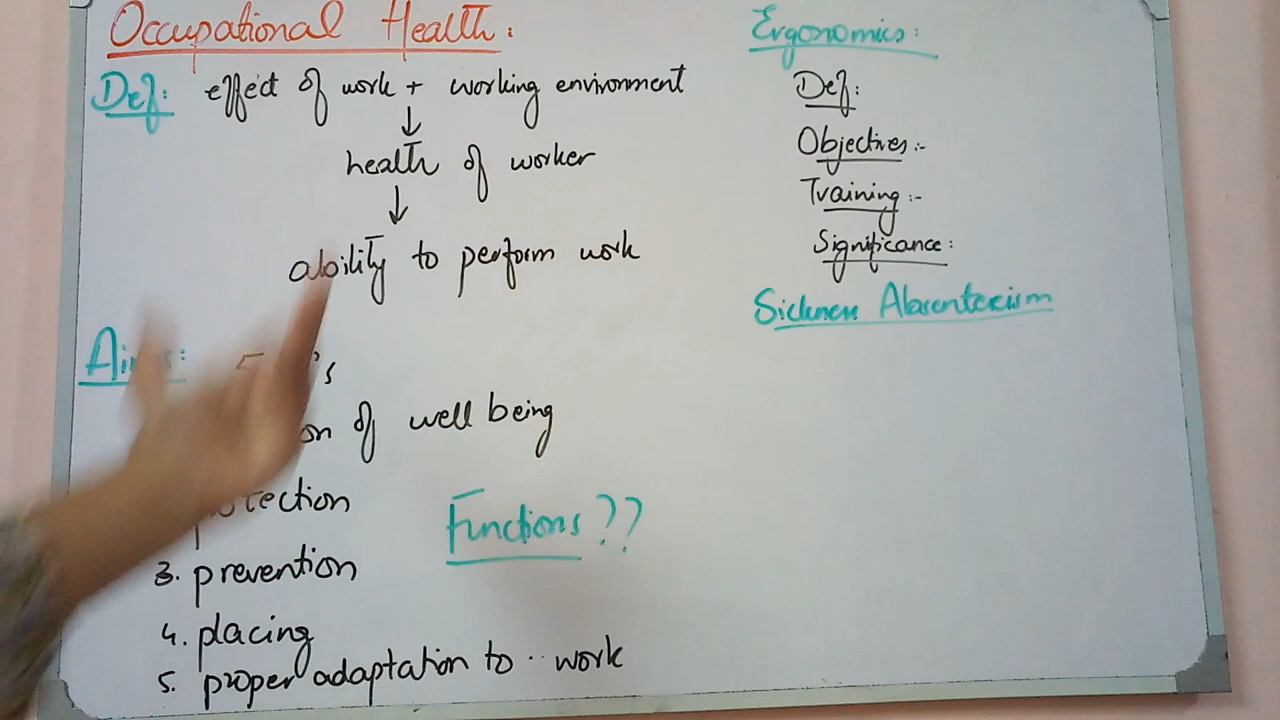 Occupational Health:
Def: effect of work + working environment
↓
health of worker
↓
ability to perform work
's
of well being
3. prevention
4. placing
5. proper adaptation to work
Functions ??
Ergonomics:
Def:
Objectives:-
Training:-
Significance:
Sickness Absenteeism